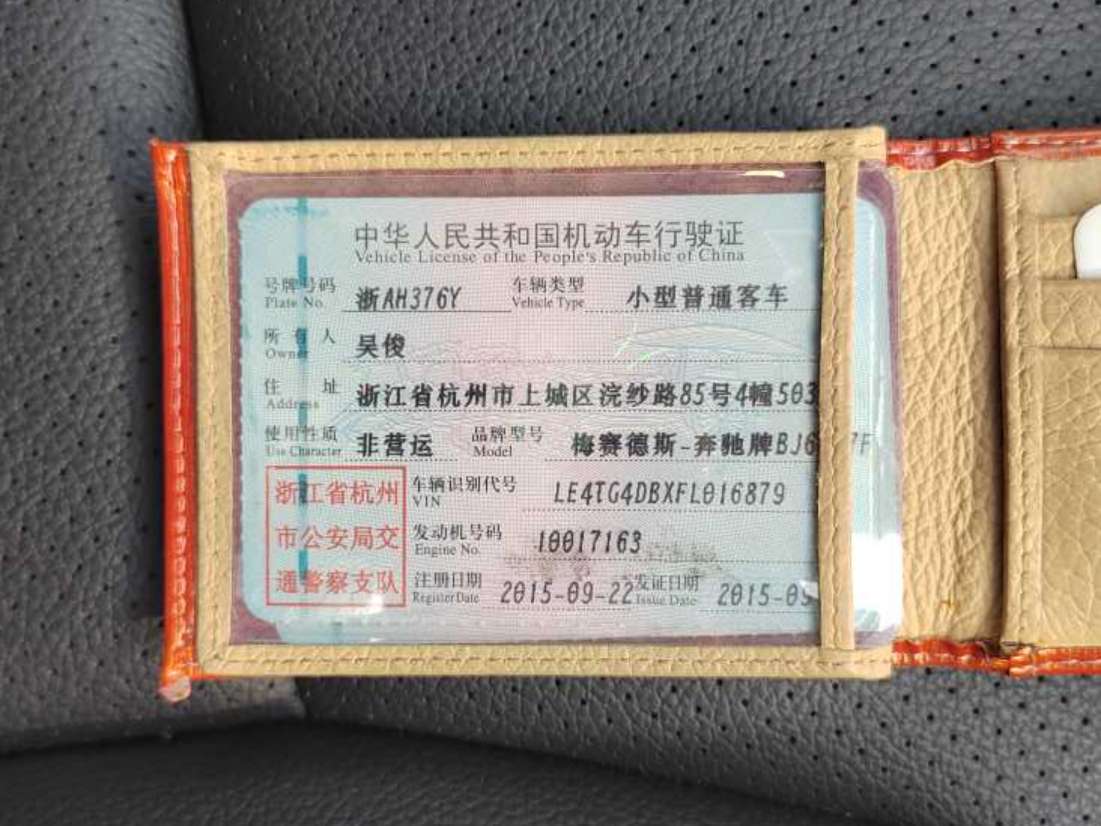 中华人民共和国机动车行驶证
Vehicle License of the People's Republic of China
号牌号码 浙AH376Y 车辆类型 小型普通客车
Plate No. Vehicle Type
所有人 吴俊
Owner
住址 浙江省杭州市上城区浣纱路85号4幢503
Address
使用性质 非营运 品牌型号 梅赛德斯-奔驰牌BJ6
Use Character Model
浙江省杭州
市公安局交
通警察支队
车辆识别代号 LE4TG4DBXFL016879
VIN
发动机号码 10017163
Engine No.
注册日期 2015-09-22 发证日期 2015-09
Register Date Issue Date